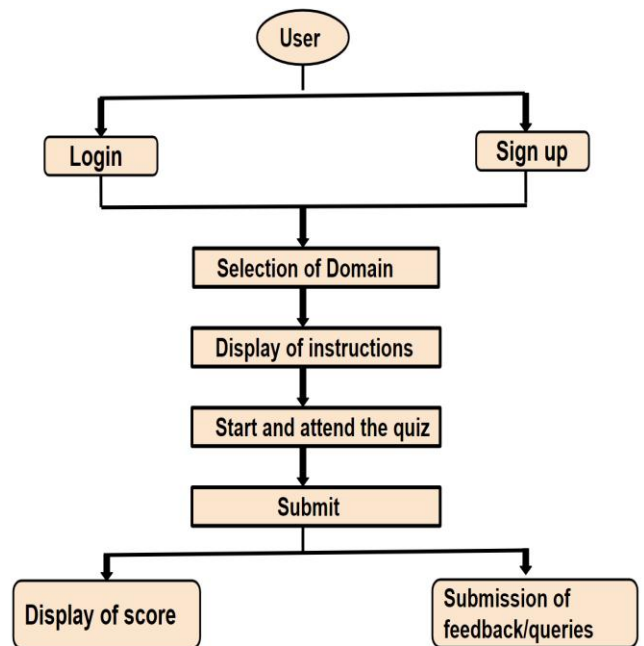 User
Login
Sign up
Selection of Domain
Display of instructions
Start and attend the quiz
Submit
Display of score
Submission of
feedback/queries